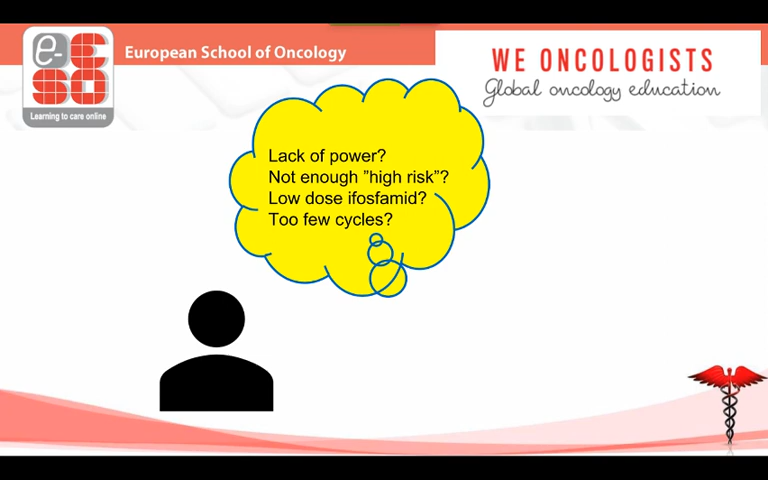 e-ESO
Learning to care online
European School of Oncology
WE ONCOLOGISTS
Global oncology education
Lack of power?
Not enough ”high risk”?
Low dose ifosfamid?
Too few cycles?